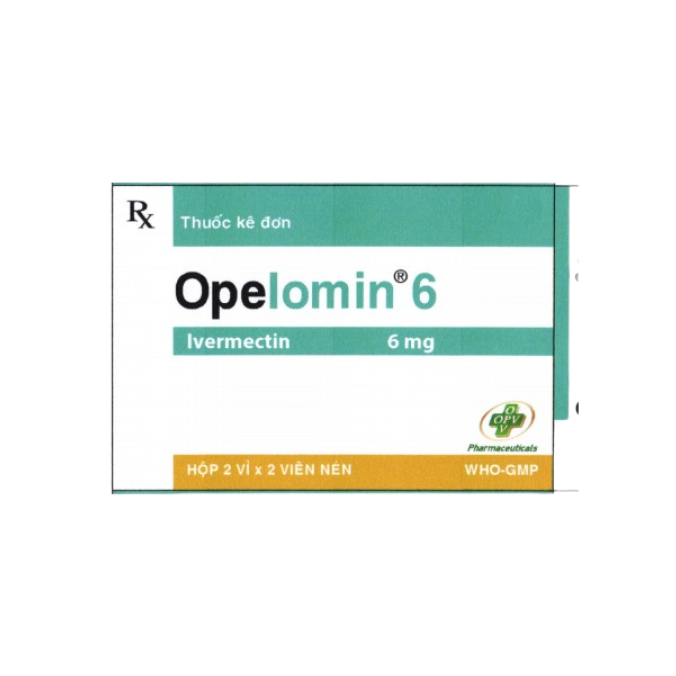 Rx Thuốc kê đơn
Opelomin® 6
Ivermectin 6 mg
O
OPV
V
Pharmaceuticals
HỘP 2 VỈ x 2 VIÊN NÉN WHO-GMP